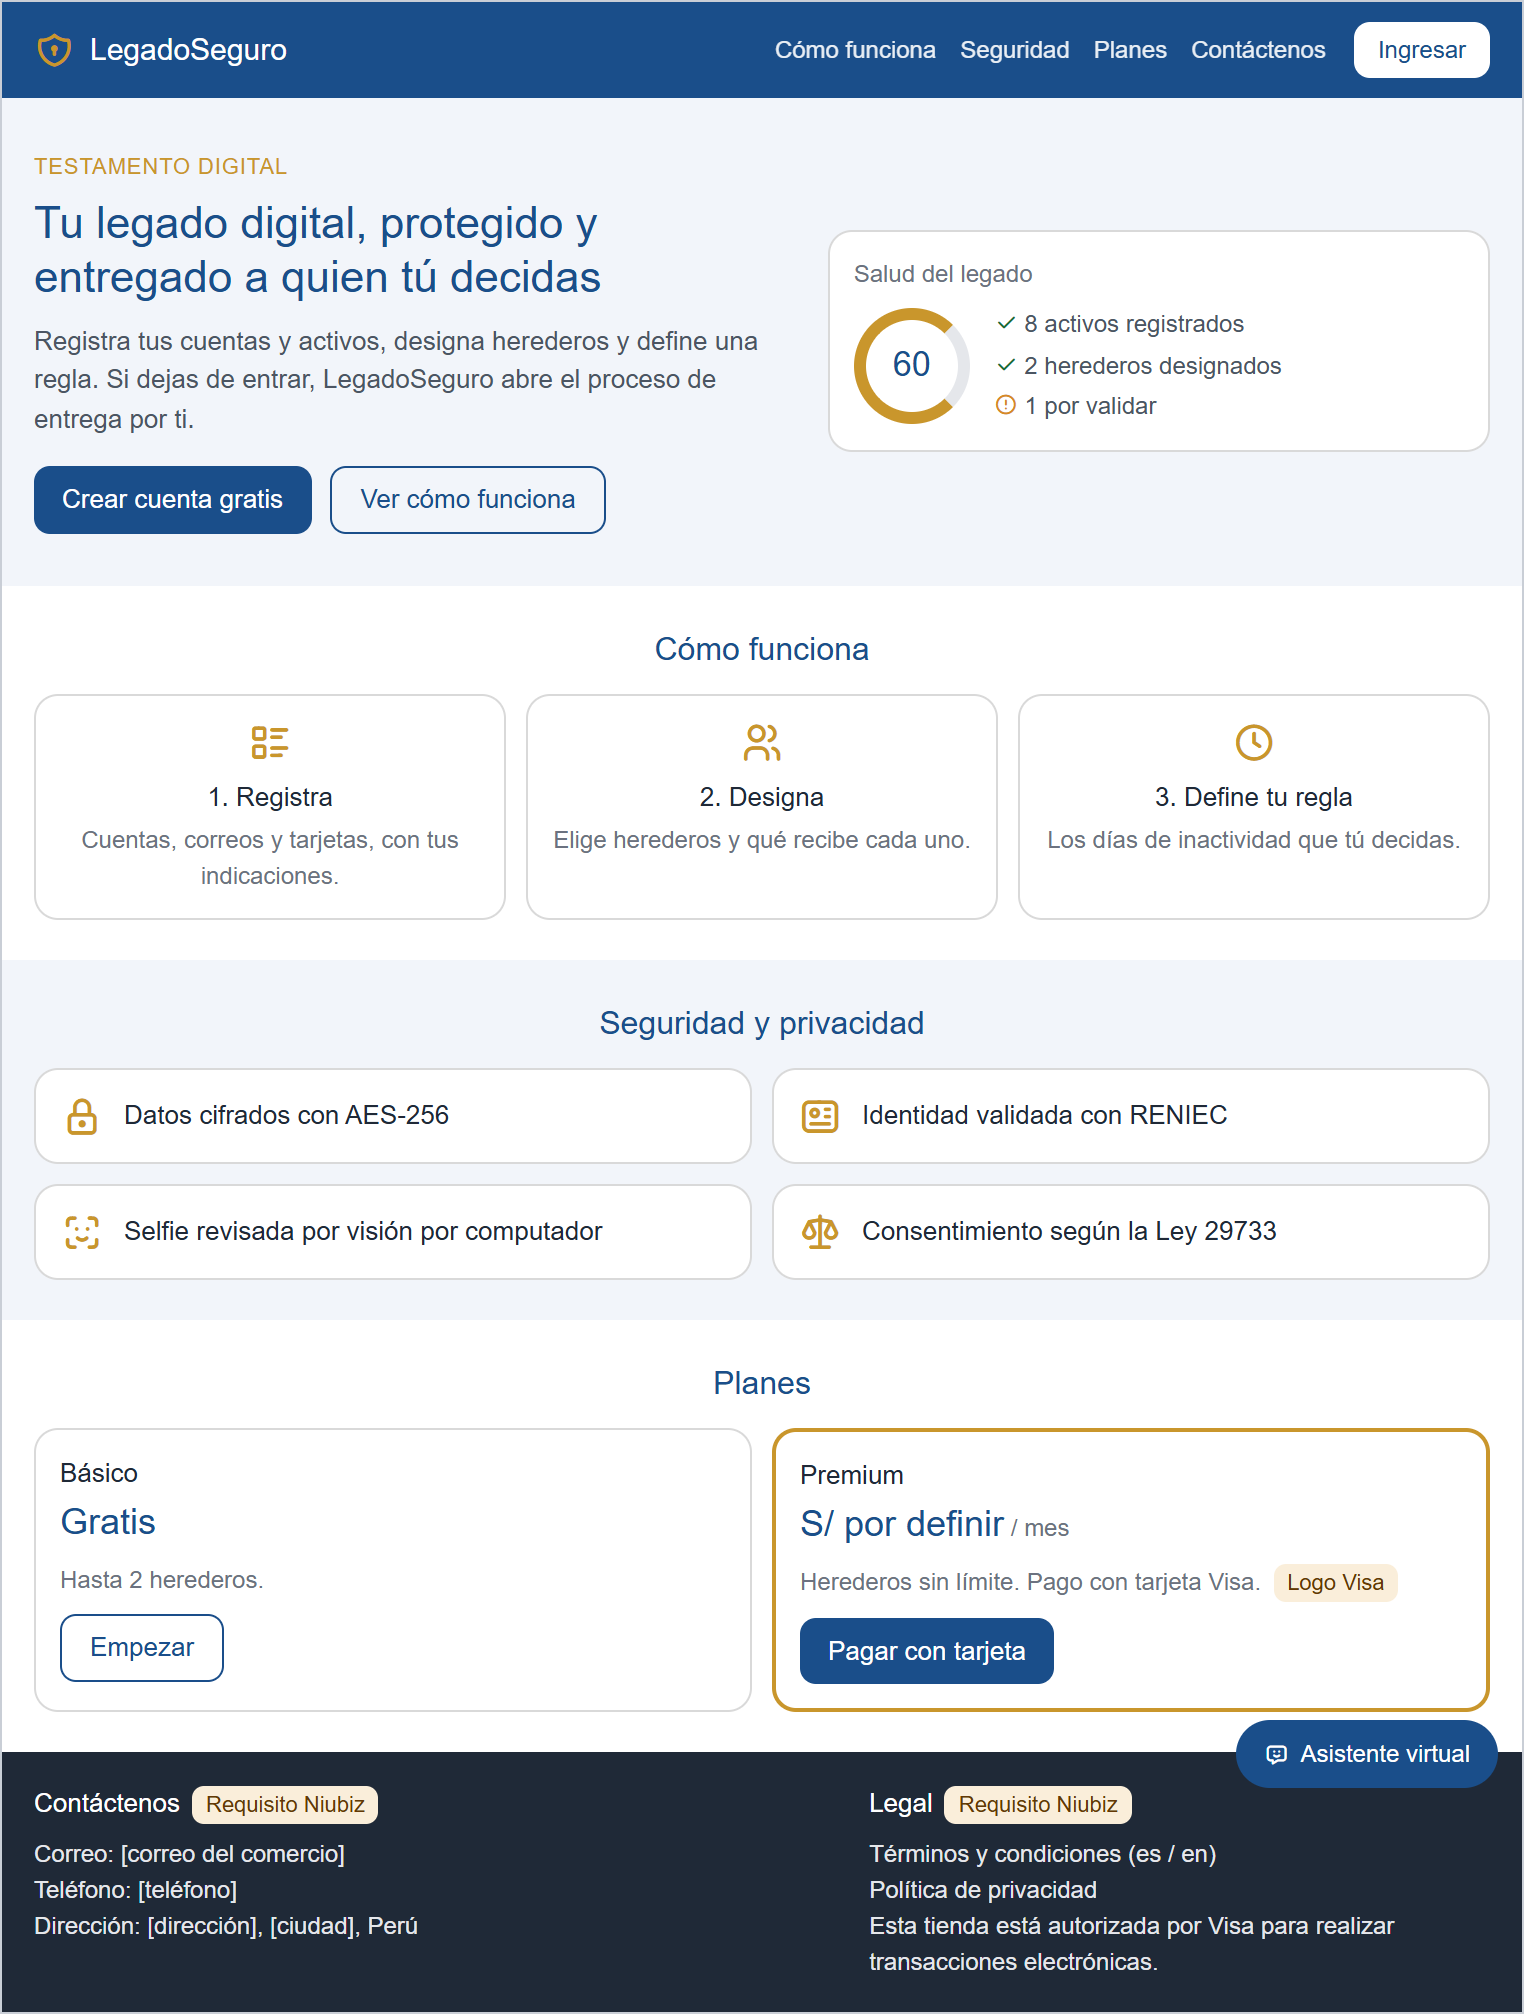 LegadoSeguro
Cómo funciona Seguridad Planes Contáctenos Ingresar
TESTAMENTO DIGITAL
Tu legado digital, protegido y
entregado a quien tú decidas
Registra tus cuentas y activos, designa herederos y define una
regla. Si dejas de entrar, LegadoSeguro abre el proceso de
entrega por ti.
Crear cuenta gratis
Ver cómo funciona
Salud del legado
60
8 activos registrados
2 herederos designados
1 por validar
Cómo funciona
1. Registra
Cuentas, correos y tarjetas, con tus
indicaciones.
2. Designa
Elige herederos y qué recibe cada uno.
3. Define tu regla
Los días de inactividad que tú decidas.
Seguridad y privacidad
Datos cifrados con AES-256
Identidad validada con RENIEC
Selfie revisada por visión por computador
Consentimiento según la Ley 29733
Planes
Básico
Gratis
Hasta 2 herederos.
Empezar
Premium
S/ por definir / mes
Herederos sin límite. Pago con tarjeta Visa. Logo Visa
Pagar con tarjeta
Asistente virtual
Contáctenos Requisito Niubiz
Correo: [correo del comercio]
Teléfono: [teléfono]
Dirección: [dirección], [ciudad], Perú
Legal Requisito Niubiz
Términos y condiciones (es / en)
Política de privacidad
Esta tienda está autorizada por Visa para realizar
transacciones electrónicas.